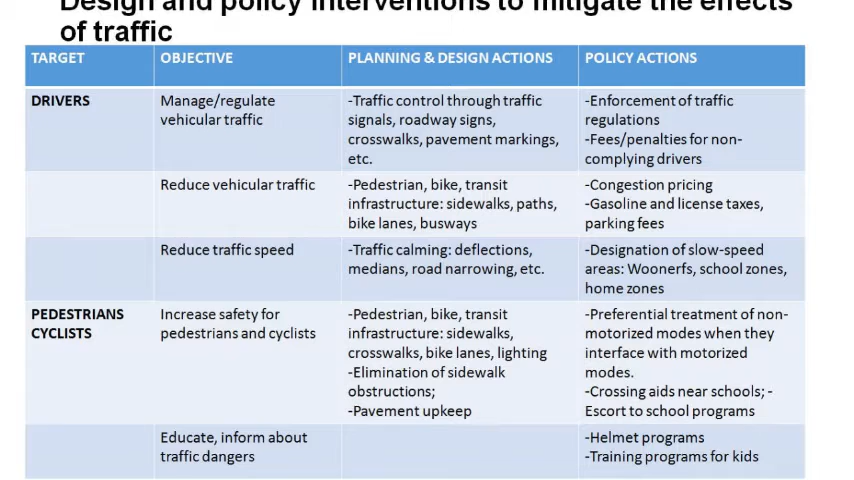 Design and policy interventions to mitigate the effects
of traffic
TARGET OBJECTIVE PLANNING & DESIGN ACTIONS POLICY ACTIONS
DRIVERS
Manage/regulate
vehicular traffic
-Traffic control through traffic
signals, roadway signs,
crosswalks, pavement markings,
etc.
-Enforcement of traffic
regulations
-Fees/penalties for non-
complying drivers
Reduce vehicular traffic
-Pedestrian, bike, transit
infrastructure: sidewalks, paths,
bike lanes, busways
-Congestion pricing
-Gasoline and license taxes,
parking fees
Reduce traffic speed
-Traffic calming: deflections,
medians, road narrowing, etc.
-Designation of slow-speed
areas: Woonerfs, school zones,
home zones
PEDESTRIANS
CYCLISTS
Increase safety for
pedestrians and cyclists
-Pedestrian, bike, transit
infrastructure: sidewalks,
crosswalks, bike lanes, lighting
-Elimination of sidewalk
obstructions;
-Pavement upkeep
-Preferential treatment of non-
motorized modes when they
interface with motorized
modes.
-Crossing aids near schools; -
Escort to school programs
Educate, inform about
traffic dangers
-Helmet programs
-Training programs for kids